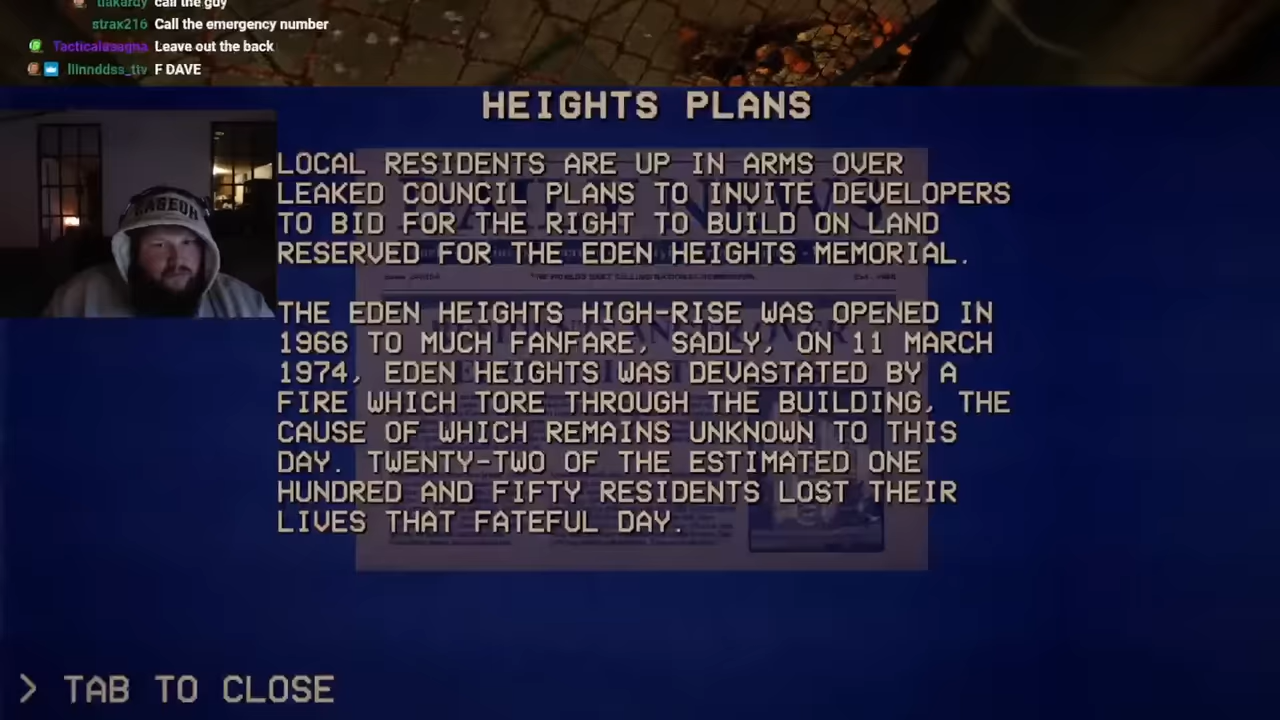 tiakardy call the guy
strax216 Call the emergency number
Tacticalasagna Leave out the back
llinnddss_ttv F DAVE
HEIGHTS PLANS
LOCAL RESIDENTS ARE UP IN ARMS OVER
LEAKED COUNCIL PLANS TO INVITE DEVELOPERS
TO BID FOR THE RIGHT TO BUILD ON LAND
RESERVED FOR THE EDEN HEIGHTS MEMORIAL.
THE EDEN HEIGHTS HIGH-RISE WAS OPENED IN
1966 TO MUCH FANFARE, SADLY, ON 11 MARCH
1974, EDEN HEIGHTS WAS DEVASTATED BY A
FIRE WHICH TORE THROUGH THE BUILDING, THE
CAUSE OF WHICH REMAINS UNKNOWN TO THIS
DAY. TWENTY-TWO OF THE ESTIMATED ONE
HUNDRED AND FIFTY RESIDENTS LOST THEIR
LIVES THAT FATEFUL DAY.
> TAB TO CLOSE